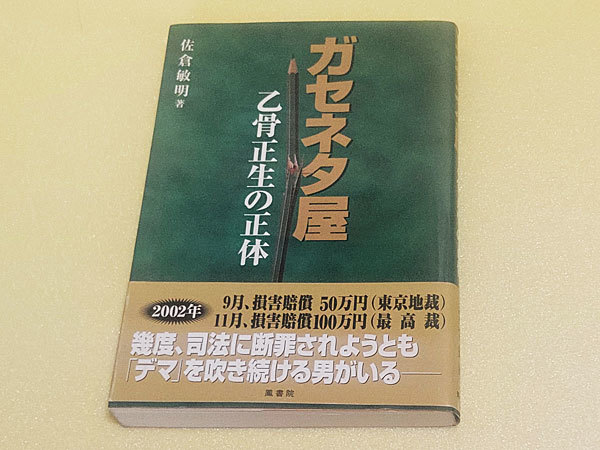 ガセネタ屋
乙骨正生の正体
佐倉敏明 著
2002年
9月、損害賠償 50万円(東京地裁)
11月、損害賠償100万円(最高裁)
幾度、司法に断罪されようとも
「デマ」を吹き続ける男がいる──
鳳書院